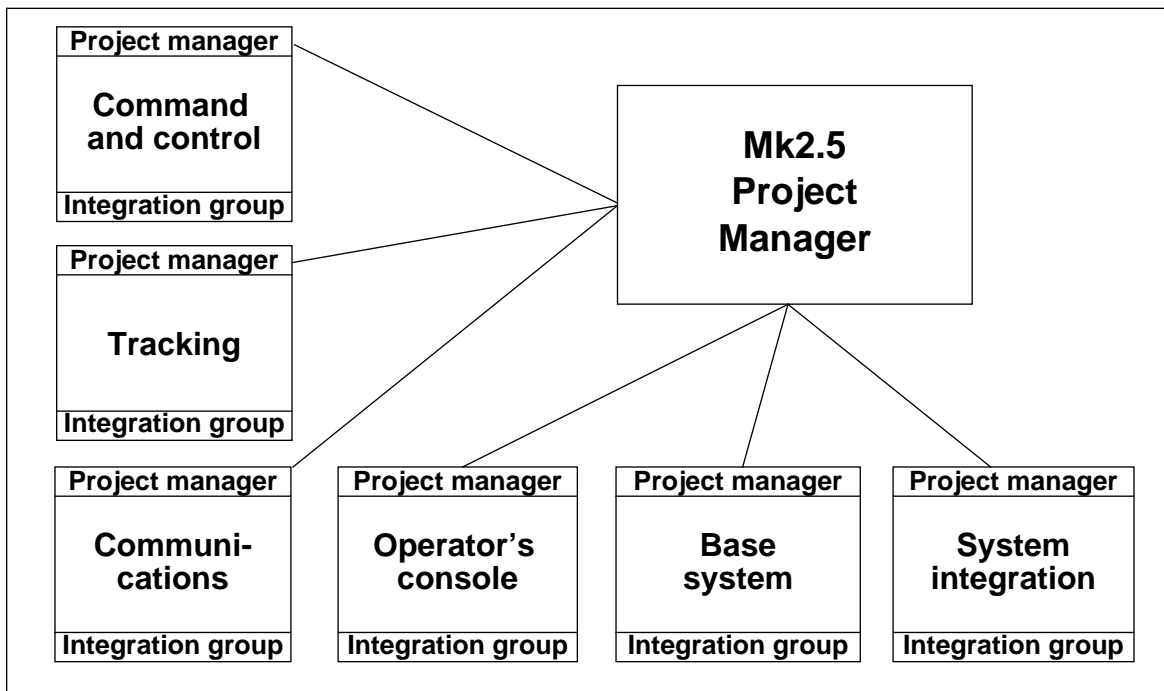 Project manager
Command
and control
Integration group
Mk2.5
Project
Manager
Project manager
Tracking
Integration group
Project manager
Communi-
cations
Integration group
Project manager
Operator’s
console
Integration group
Project manager
Base
system
Integration group
Project manager
System
integration
Integration group